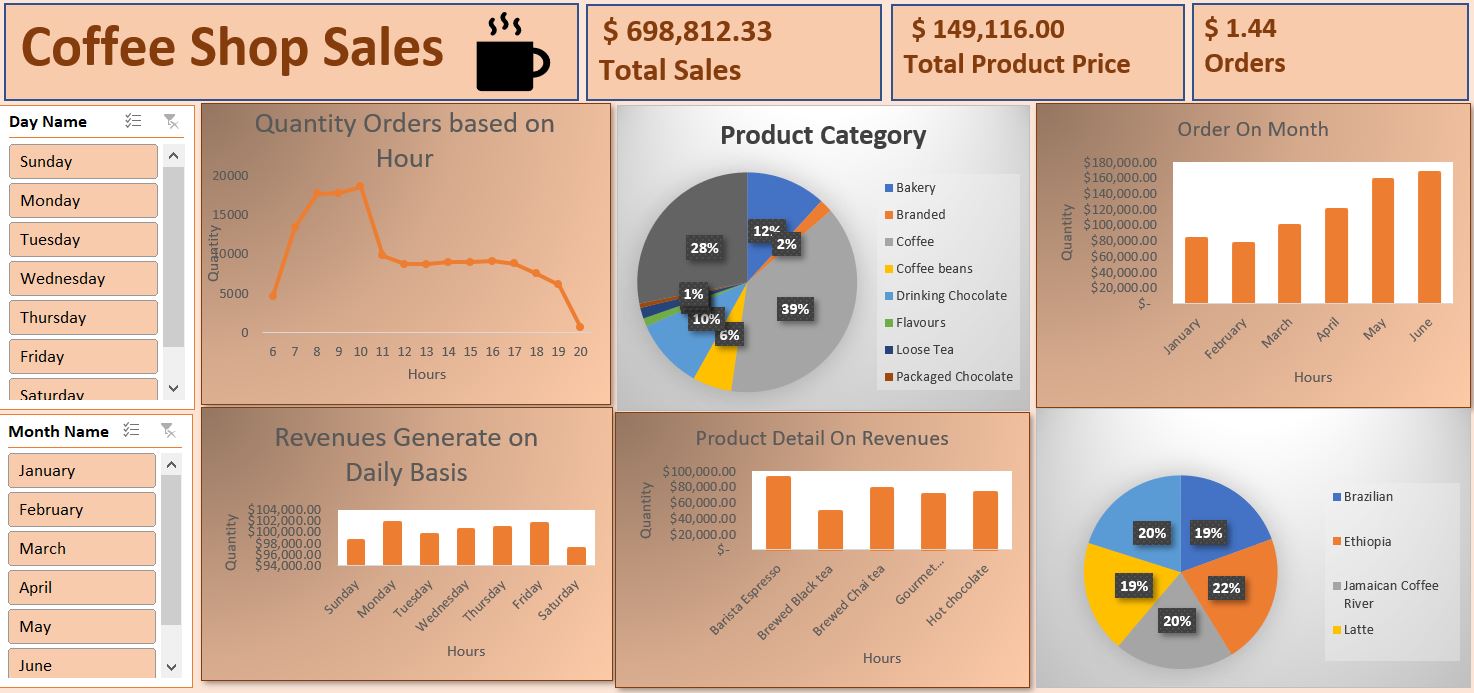 Coffee Shop Sales
$ 698,812.33
Total Sales
$ 149,116.00
Total Product Price
$ 1.44
Orders
Day Name
Sunday
Monday
Tuesday
Wednesday
Thursday
Friday
Saturday
Month Name
January
February
March
April
May
June
Quantity Orders based on
Hour
Quantity
20000
15000
10000
5000
0
6 7 8 9 10 11 12 13 14 15 16 17 18 19 20
Hours
Product Category
12%
2%
39%
6%
10%
1%
28%
Bakery
Branded
Coffee
Coffee beans
Drinking Chocolate
Flavours
Loose Tea
Packaged Chocolate
Order On Month
Quantity
$180,000.00
$160,000.00
$140,000.00
$120,000.00
$100,000.00
$80,000.00
$60,000.00
$40,000.00
$20,000.00
$-
January
February
March
April
May
June
Hours
Revenues Generate on
Daily Basis
Quantity
$104,000.00
$102,000.00
$100,000.00
$98,000.00
$96,000.00
$94,000.00
Sunday
Monday
Tuesday
Wednesday
Thursday
Friday
Saturday
Hours
Product Detail On Revenues
Quantity
$100,000.00
$80,000.00
$60,000.00
$40,000.00
$20,000.00
$-
Barista Espresso
Brewed Black tea
Brewed Chai tea
Gourmet...
Hot chocolate
Hours
20%
19%
19%
22%
20%
Brazilian
Ethiopia
Jamaican Coffee
River
Latte